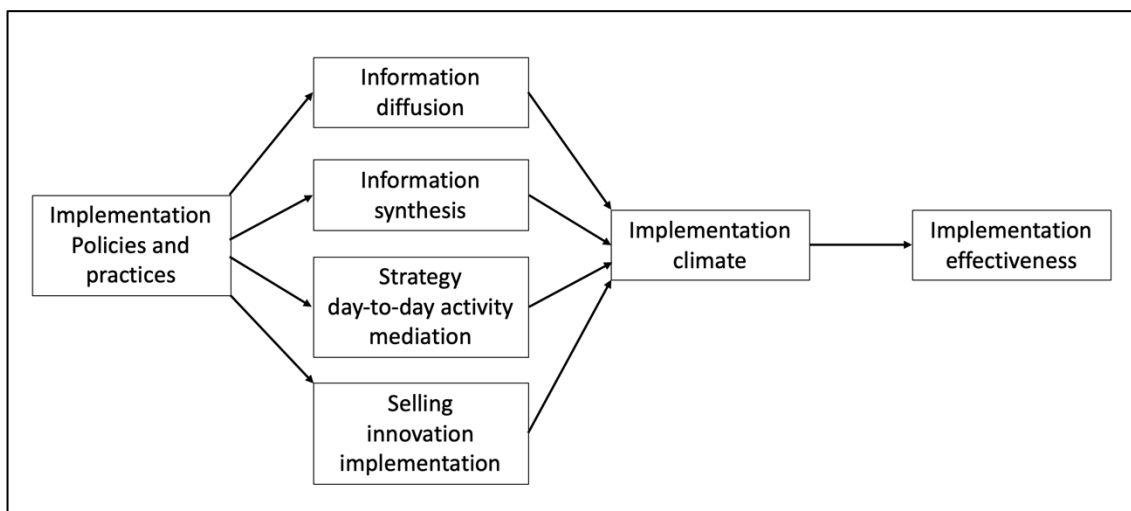 Information
diffusion
Information
synthesis
Implementation
Policies and
practices
Strategy
day-to-day activity
mediation
Selling
innovation
implementation
Implementation
climate
Implementation
effectiveness